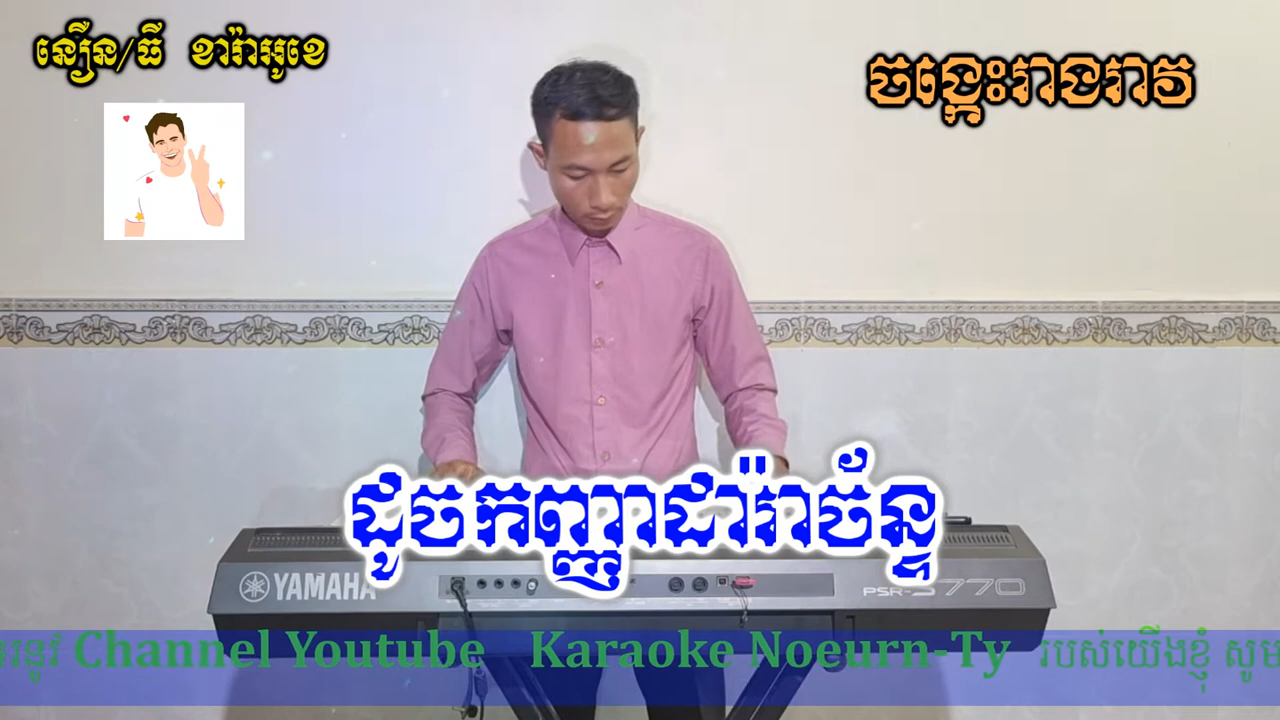 នឿន/ធី ខារ៉ាអូខេ
ចង្កេះរាងរាវ
ដូចកញ្ញាដារ៉ាច័ន្ទ
YAMAHA
PSR-S770
នូវ Channel Youtube Karaoke Noeurn-Ty របស់យើងខ្ញុំ សូម